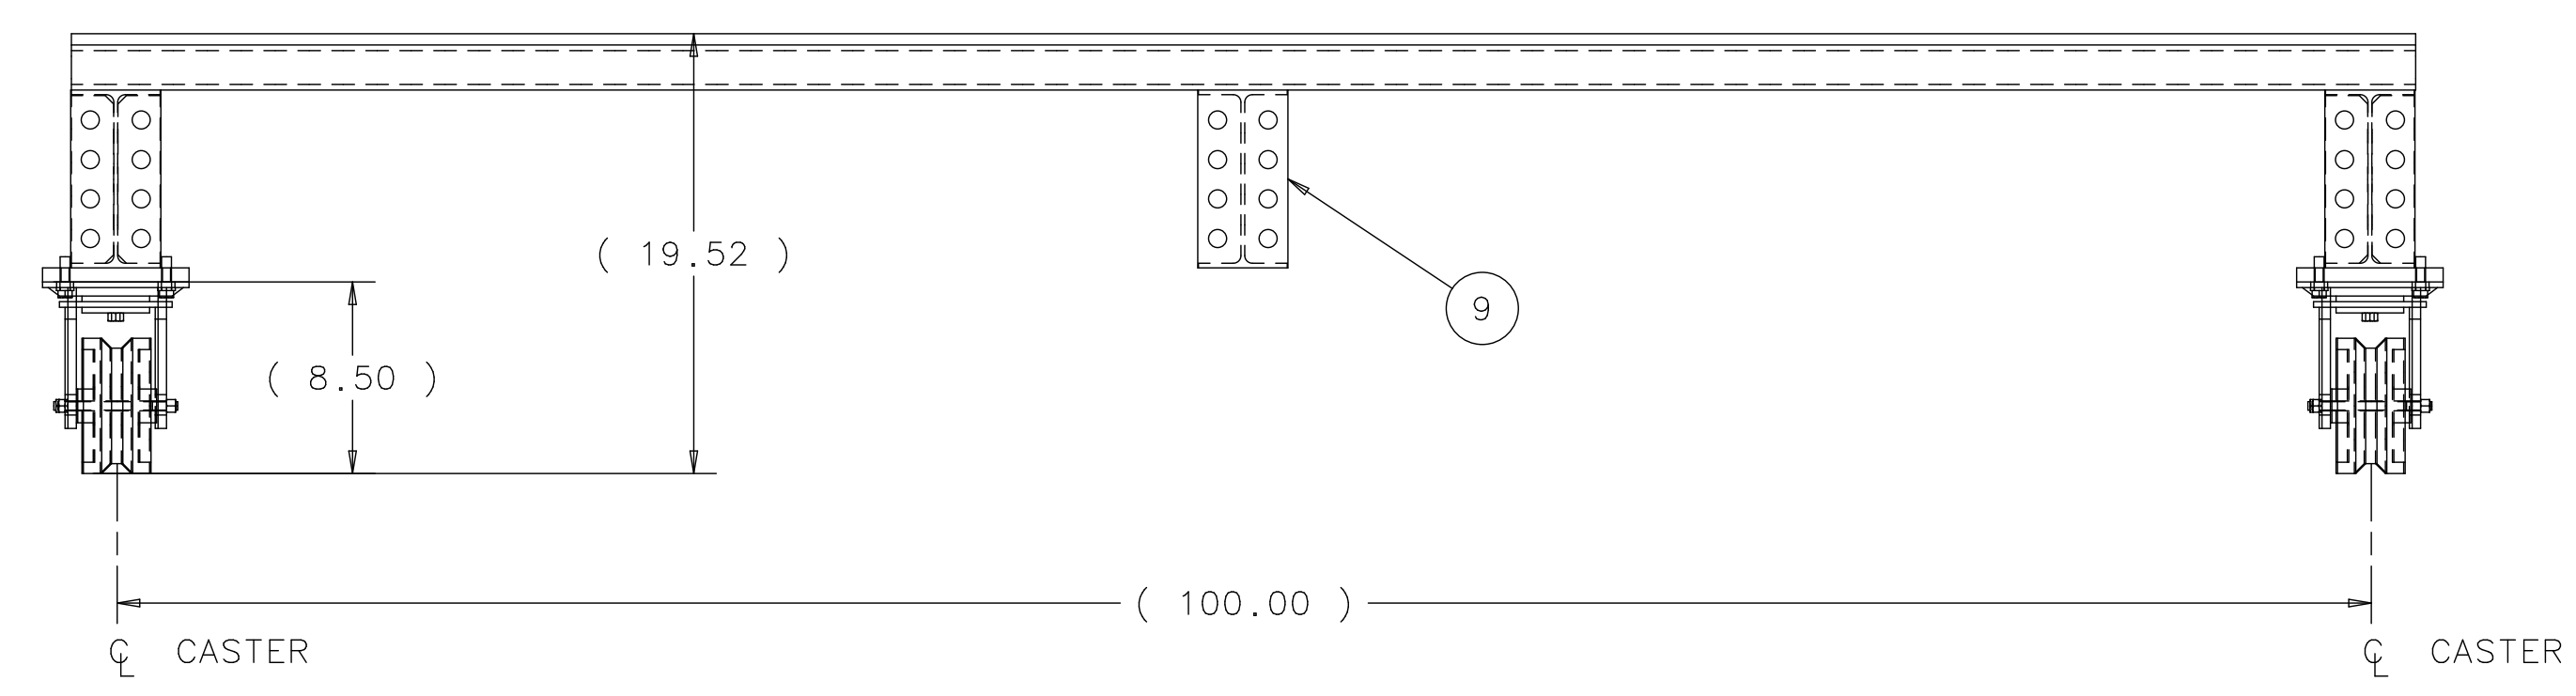 ( 19.52 )
( 8.50 )
9
( 100.00 )
℄ CASTER
℄ CASTER